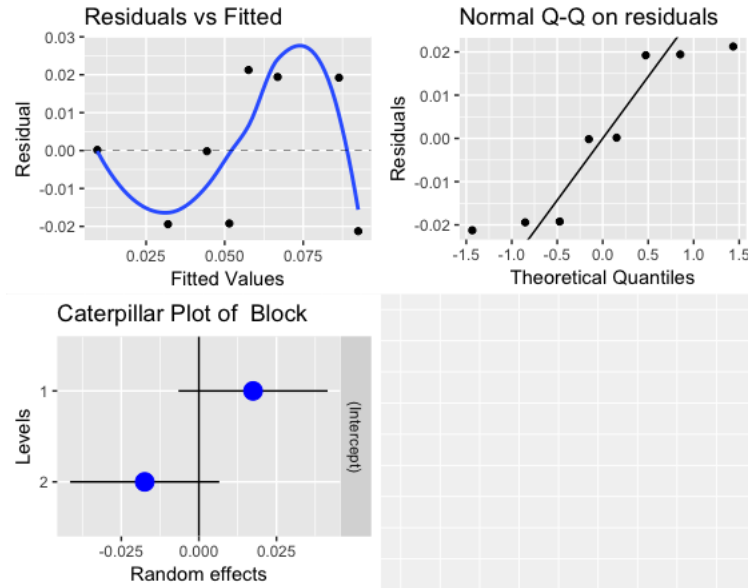 Residuals vs Fitted
0.03
0.02
0.01
0.00
-0.01
-0.02
Residual
0.025 0.050 0.075
Fitted Values
Normal Q-Q on residuals
0.02
0.01
0.00
-0.01
-0.02
Residuals
-1.5 -1.0 -0.5 0.0 0.5 1.0 1.5
Theoretical Quantiles
Caterpillar Plot of Block
1
2
Levels
(Intercept)
-0.025 0.000 0.025
Random effects